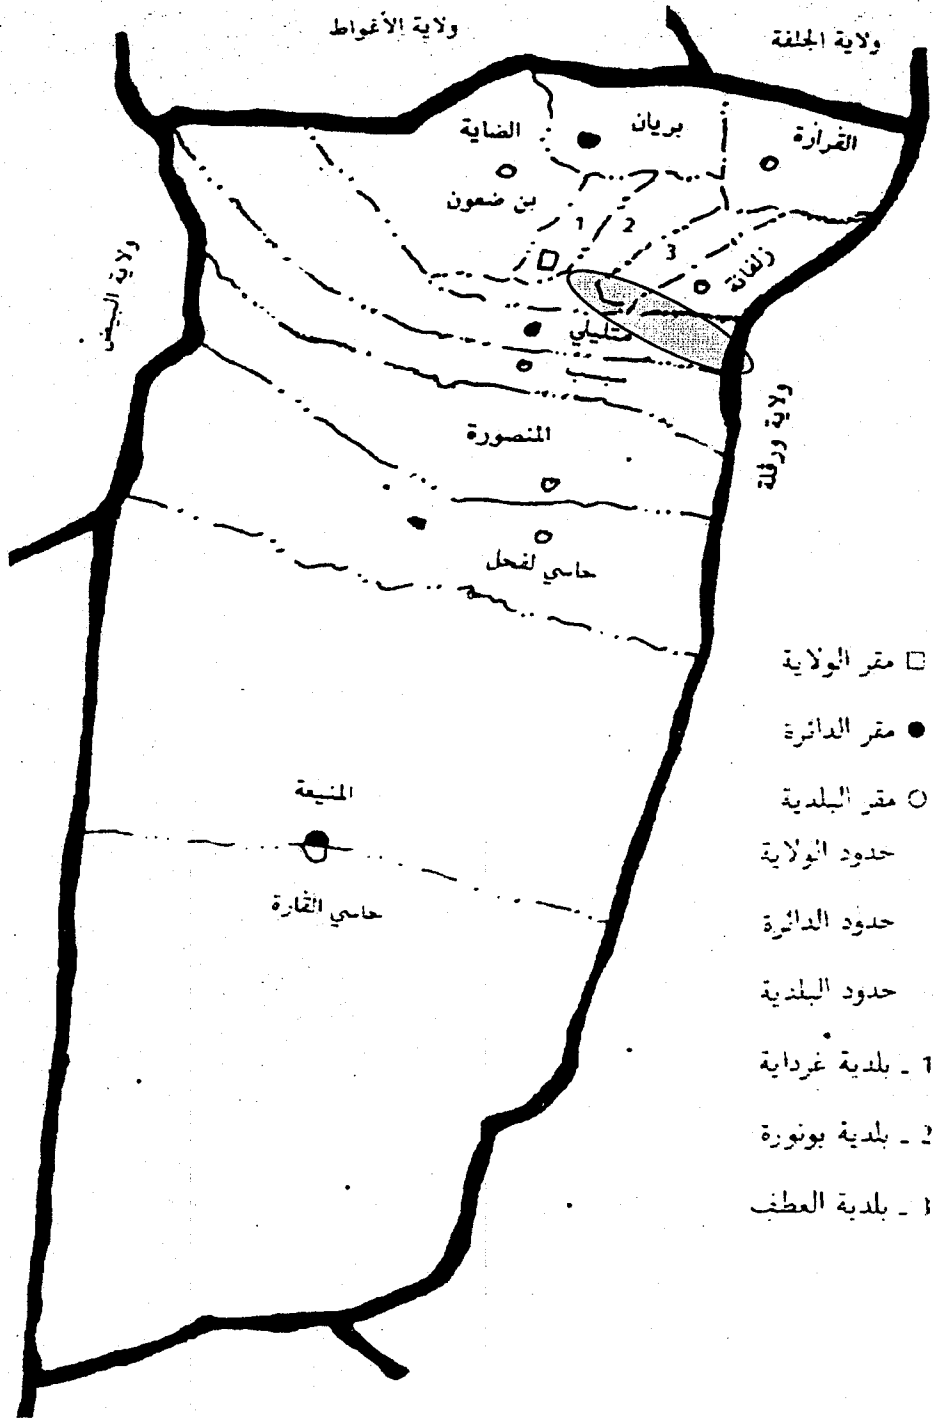 ولاية الأغواط
ولاية الجلفة
بريان
القرارة
الضاية
بن ضعون
1
2
3
زلفانة
ولاية البيض
متليلي
سبسب
ولاية ورقلة
المنصورة
حاسي لفحل
المنيعة
حاسي القارة
مقر الولاية
مقر الدائرة
مقر البلدية
حدود الولاية
حدود الدائرة
حدود البلدية
1 ـ بلدية غرداية
2 ـ بلدية بونورة
3 ـ بلدية العطف